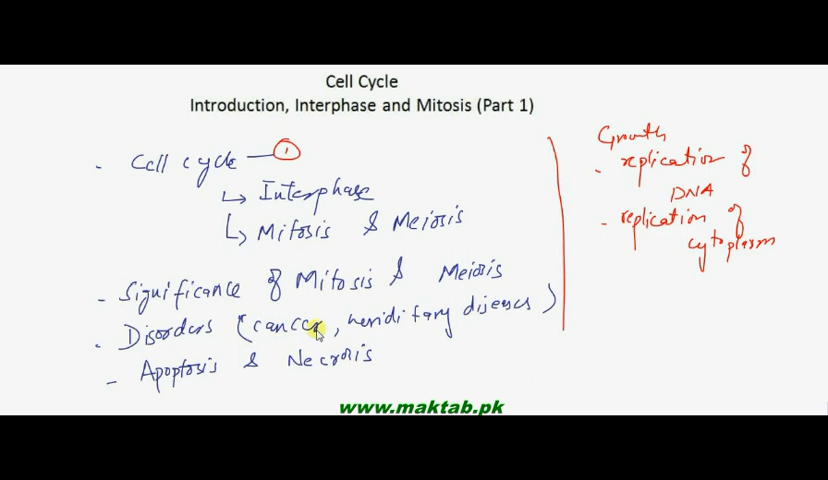 Cell Cycle
Introduction, Interphase and Mitosis (Part 1)
- Cell cycle — 1
↳ Interphase
↳ Mitosis & Meiosis
- Significance of Mitosis & Meiosis
- Disorders (cancer, heriditary diseases)
- Apoptosis & Necrosis
Growth
- replication of
DNA
- replication of
cytoplasm
www.maktab.pk